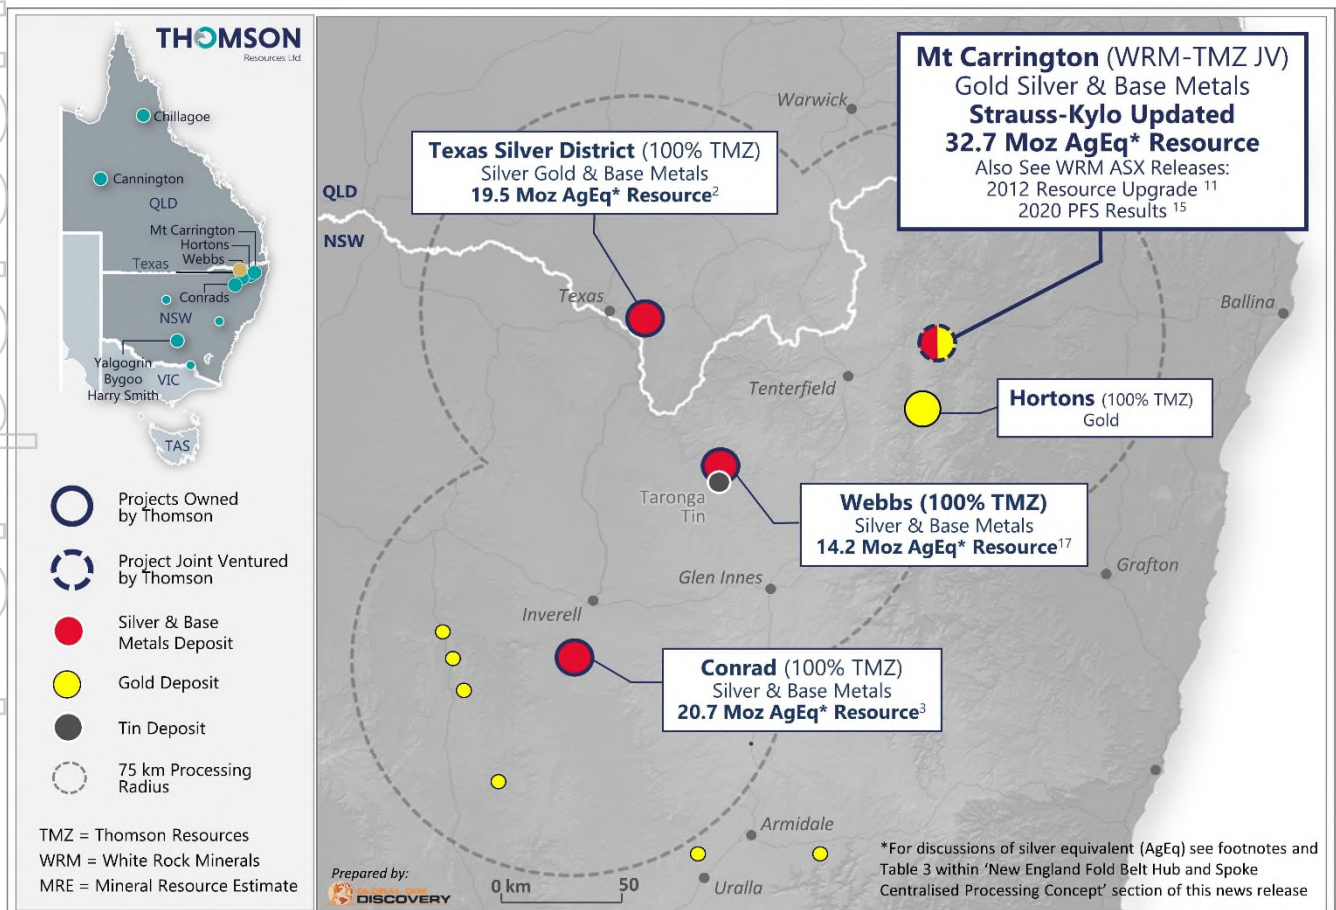 THOMSON
Resources Ltd
Chillagoe
Cannington
QLD
Mt Carrington
Hortons
Webbs
Texas
Conrads
NSW
Yalgogrin
Bygoo
Harry Smith
VIC
TAS
Projects Owned
by Thomson
Project Joint Ventured
by Thomson
Silver & Base
Metals Deposit
Gold Deposit
Tin Deposit
75 km Processing
Radius
TMZ = Thomson Resources
WRM = White Rock Minerals
MRE = Mineral Resource Estimate
Warwick
Mt Carrington (WRM-TMZ JV)
Gold Silver & Base Metals
Strauss-Kylo Updated
32.7 Moz AgEq* Resource
Also See WRM ASX Releases:
2012 Resource Upgrade 11
2020 PFS Results 15
Texas Silver District (100% TMZ)
Silver Gold & Base Metals
19.5 Moz AgEq* Resource2
QLD
NSW
Texas
Ballina
Tenterfield
Hortons (100% TMZ)
Gold
Taronga
Tin
Webbs (100% TMZ)
Silver & Base Metals
14.2 Moz AgEq* Resource17
Glen Innes
Grafton
Inverell
Conrad (100% TMZ)
Silver & Base Metals
20.7 Moz AgEq* Resource3
Armidale
Uralla
*For discussions of silver equivalent (AgEq) see footnotes and
Table 3 within 'New England Fold Belt Hub and Spoke
Centralised Processing Concept' section of this news release
Prepared by:
GLOBAL ORE
DISCOVERY
0 km 50